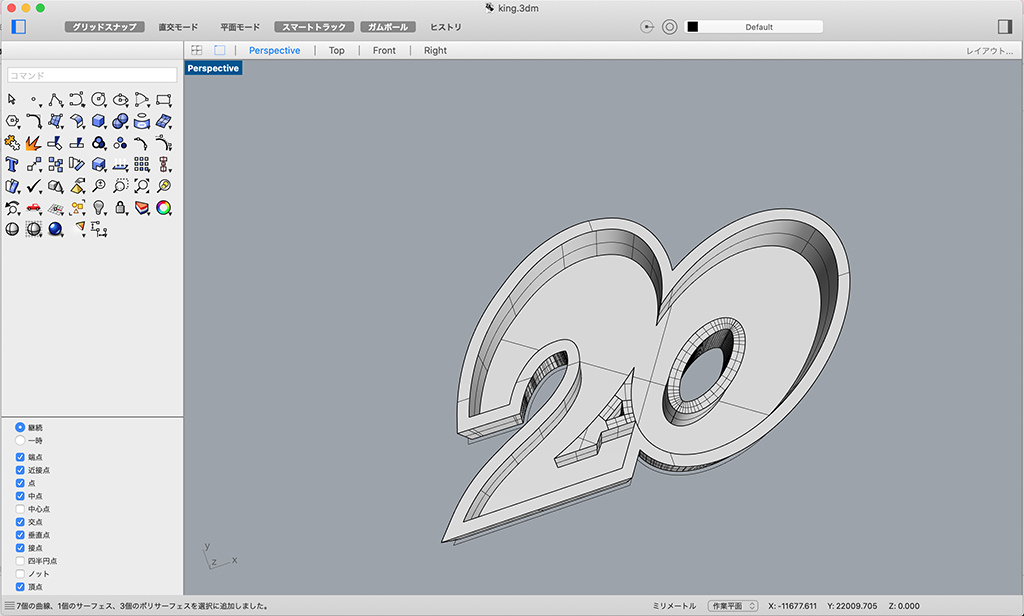 king.3dm
グリッドスナップ 直交モード 平面モード スマートトラック ガムボール ヒストリ Default
Perspective Top Front Right レイアウト...
Perspective
コマンド
継続
一時
端点
近接点
点
中点
中心点
交点
垂直点
接点
四半円点
ノット
頂点
20
y
z x
7個の曲線、1個のサーフェス、3個のポリサーフェスを選択に追加しました。 ミリメートル 作業平面 X: -11677.611 Y: 22009.705 Z: 0.000